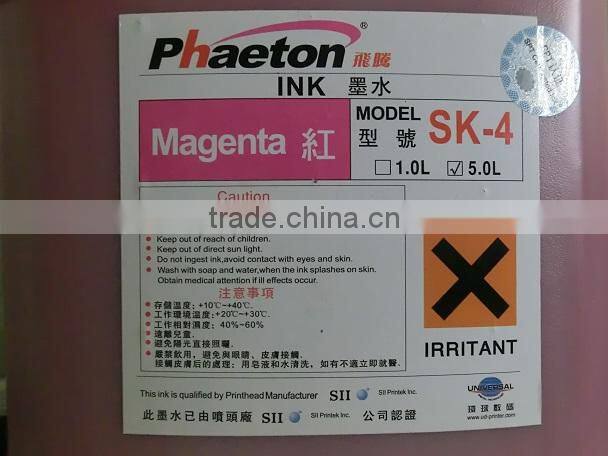 Phaeton® 飛騰
INK 墨水
Magenta 紅
MODEL
型號
SK-4
1.0L 5.0L
Caution
trade.china.cn
Keep out of reach of children.
Keep out of direct sun light.
Do not ingest ink,avoid contact with eyes and skin.
Wash with soap and water,when the ink splashes on skin.
Obtain medical attention if ill effects occur.
注意事項
存儲溫度：+10℃~+40℃.
工作環境溫度：+20℃~+30℃.
工作相對濕度：40%~60%
遠離兒童.
避免陽光直接照曬.
嚴禁飲用，避免與眼睛、皮膚接觸.
接觸皮膚后的處理：用皂液和水清洗，如有不適立即就醫.
IRRITANT
This ink is qualified by Printhead Manufacturer SII SII Printek Inc.
此墨水已由噴頭廠 SII SII Printek Inc. 公司認證
UNIVERSAL
環球數碼
www.ud-printer.com